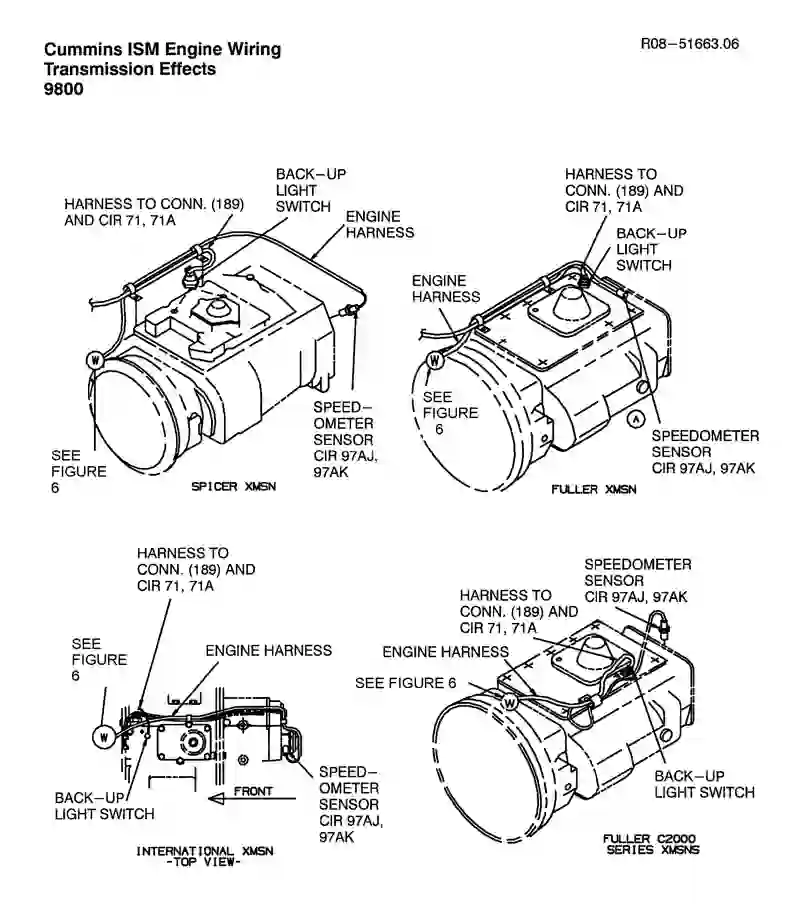 Cummins ISM Engine Wiring
Transmission Effects
9800
R08−51663.06
HARNESS TO CONN. (189)
AND CIR 71, 71A
BACK−UP
LIGHT
SWITCH
ENGINE
HARNESS
W
SEE
FIGURE
6
SPEED−
OMETER
SENSOR
CIR 97AJ,
97AK
SPICER XMSN
HARNESS TO
CONN. (189) AND
CIR 71, 71A
BACK−UP
LIGHT
SWITCH
ENGINE
HARNESS
W
SEE
FIGURE
6
A
SPEEDOMETER
SENSOR
CIR 97AJ, 97AK
FULLER XMSN
HARNESS TO
CONN. (189) AND
CIR 71, 71A
SEE
FIGURE
6
ENGINE HARNESS
W
BACK−UP
LIGHT SWITCH
FRONT
SPEED−
OMETER
SENSOR
CIR 97AJ,
97AK
INTERNATIONAL XMSN
-TOP VIEW-
SPEEDOMETER
SENSOR
CIR 97AJ, 97AK
HARNESS TO
CONN. (189) AND
CIR 71, 71A
ENGINE HARNESS
SEE FIGURE 6
W
BACK−UP
LIGHT SWITCH
FULLER C2000
SERIES XMSNS